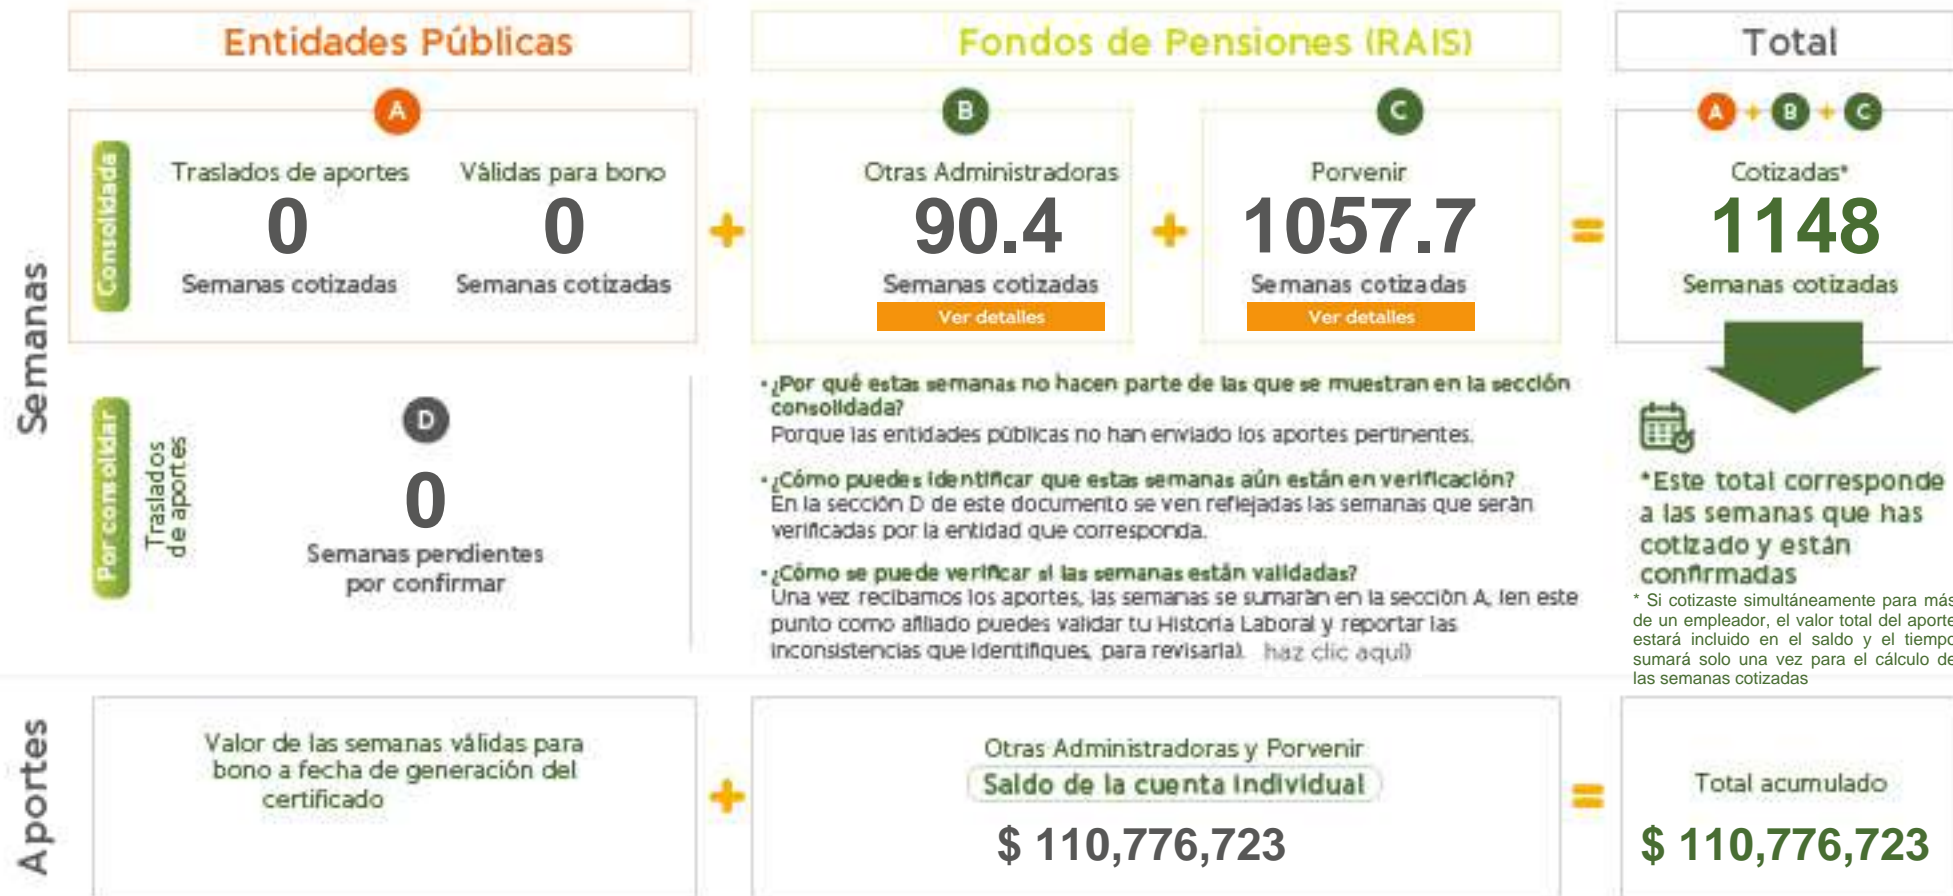 Entidades Públicas
Fondos de Pensiones (RAIS)
Total
Semanas
Consolidada
A
Traslados de aportes
0
Semanas cotizadas
Válidas para bono
0
Semanas cotizadas
+
B
Otras Administradoras
90.4
Semanas cotizadas
Ver detalles
+
C
Porvenir
1057.7
Semanas cotizadas
Ver detalles
=
A + B + C
Cotizadas*
1148
Semanas cotizadas
Por consolidar
Traslados
de aportes
D
0
Semanas pendientes
por confirmar
• ¿Por qué estas semanas no hacen parte de las que se muestran en la sección
consolidada?
Porque las entidades públicas no han enviado los aportes pertinentes.
• ¿Cómo puedes identificar que estas semanas aún están en verificación?
En la sección D de este documento se ven reflejadas las semanas que serán
verificadas por la entidad que corresponda.
• ¿Cómo se puede verificar si las semanas están validadas?
Una vez recibamos los aportes, las semanas se sumarán en la sección A, (en este
punto como afiliado puedes validar tu Historia Laboral y reportar las
inconsistencias que identifiques, para revisarla). haz clic aquí)
*Este total corresponde
a las semanas que has
cotizado y están
confirmadas
* Si cotizaste simultáneamente para más
de un empleador, el valor total del aporte
estará incluido en el saldo y el tiempo
sumará solo una vez para el cálculo de
las semanas cotizadas
Aportes
Valor de las semanas válidas para
bono a fecha de generación del
certificado
+
Otras Administradoras y Porvenir
Saldo de la cuenta Individual
$ 110,776,723
=
Total acumulado
$ 110,776,723